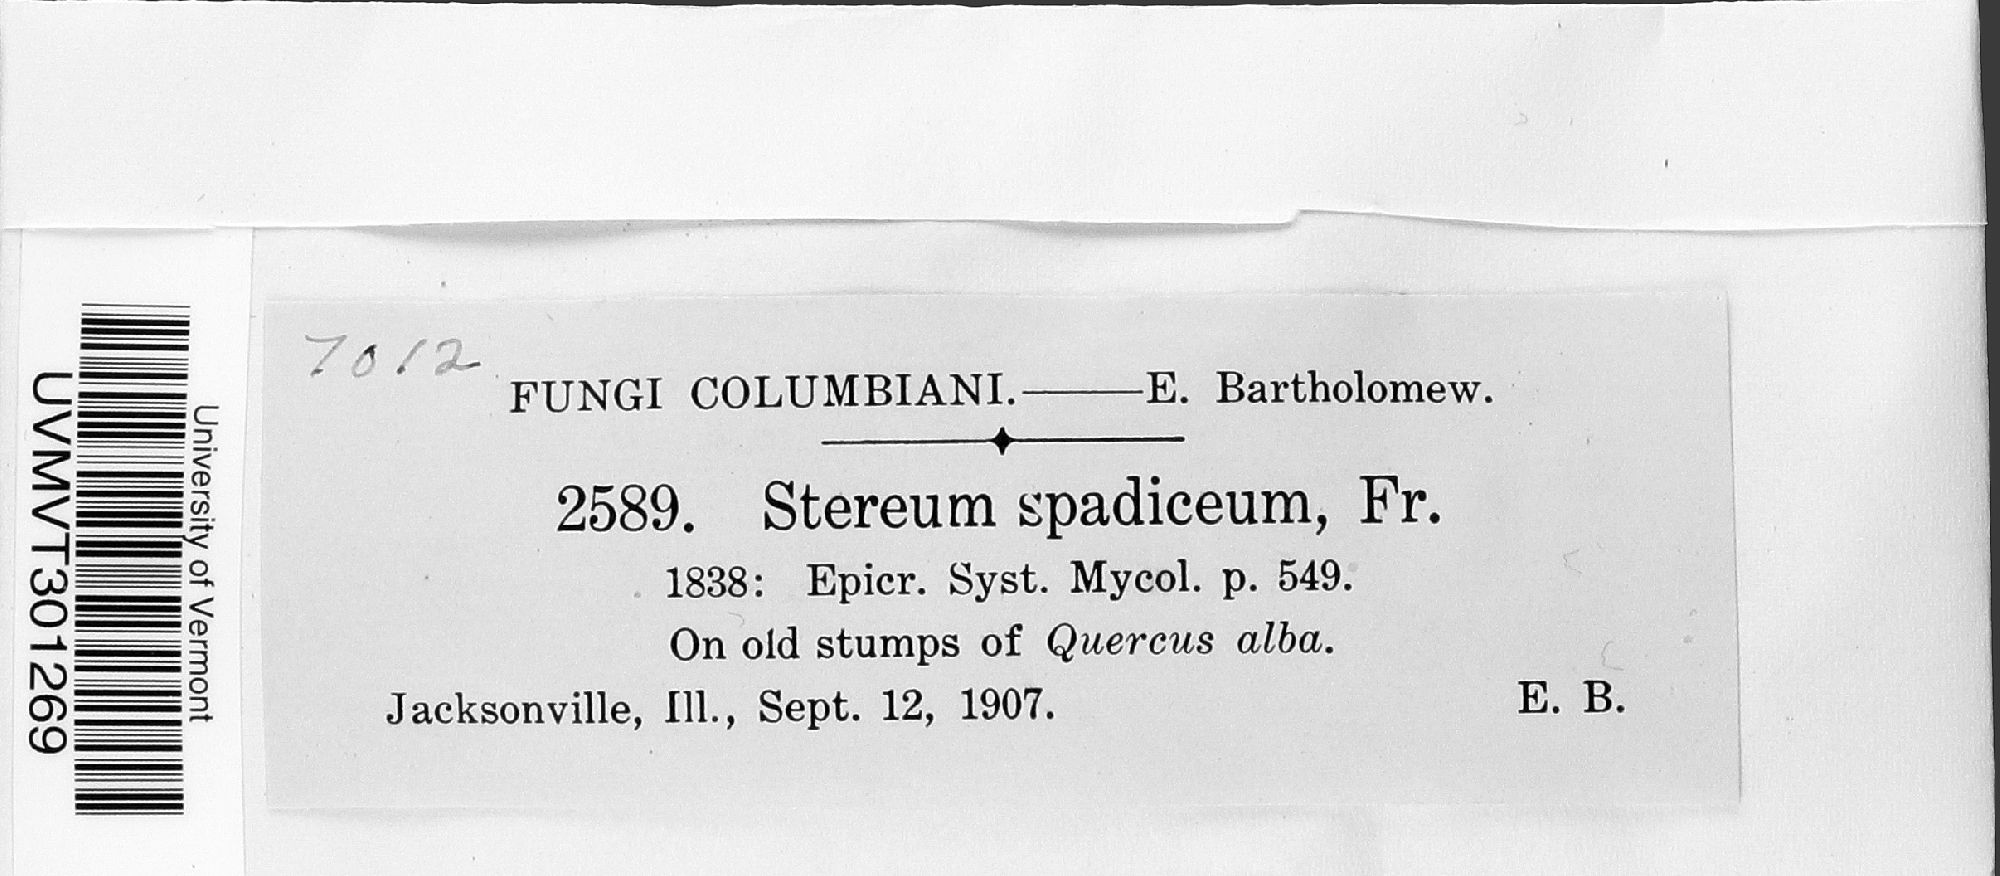 7012
FUNGI COLUMBIANI.——E. Bartholomew.
2589. Stereum spadiceum, Fr.
1838: Epicr. Syst. Mycol. p. 549.
On old stumps of Quercus alba.
Jacksonville, Ill., Sept. 12, 1907. E. B.
University of Vermont
UVMVT301269